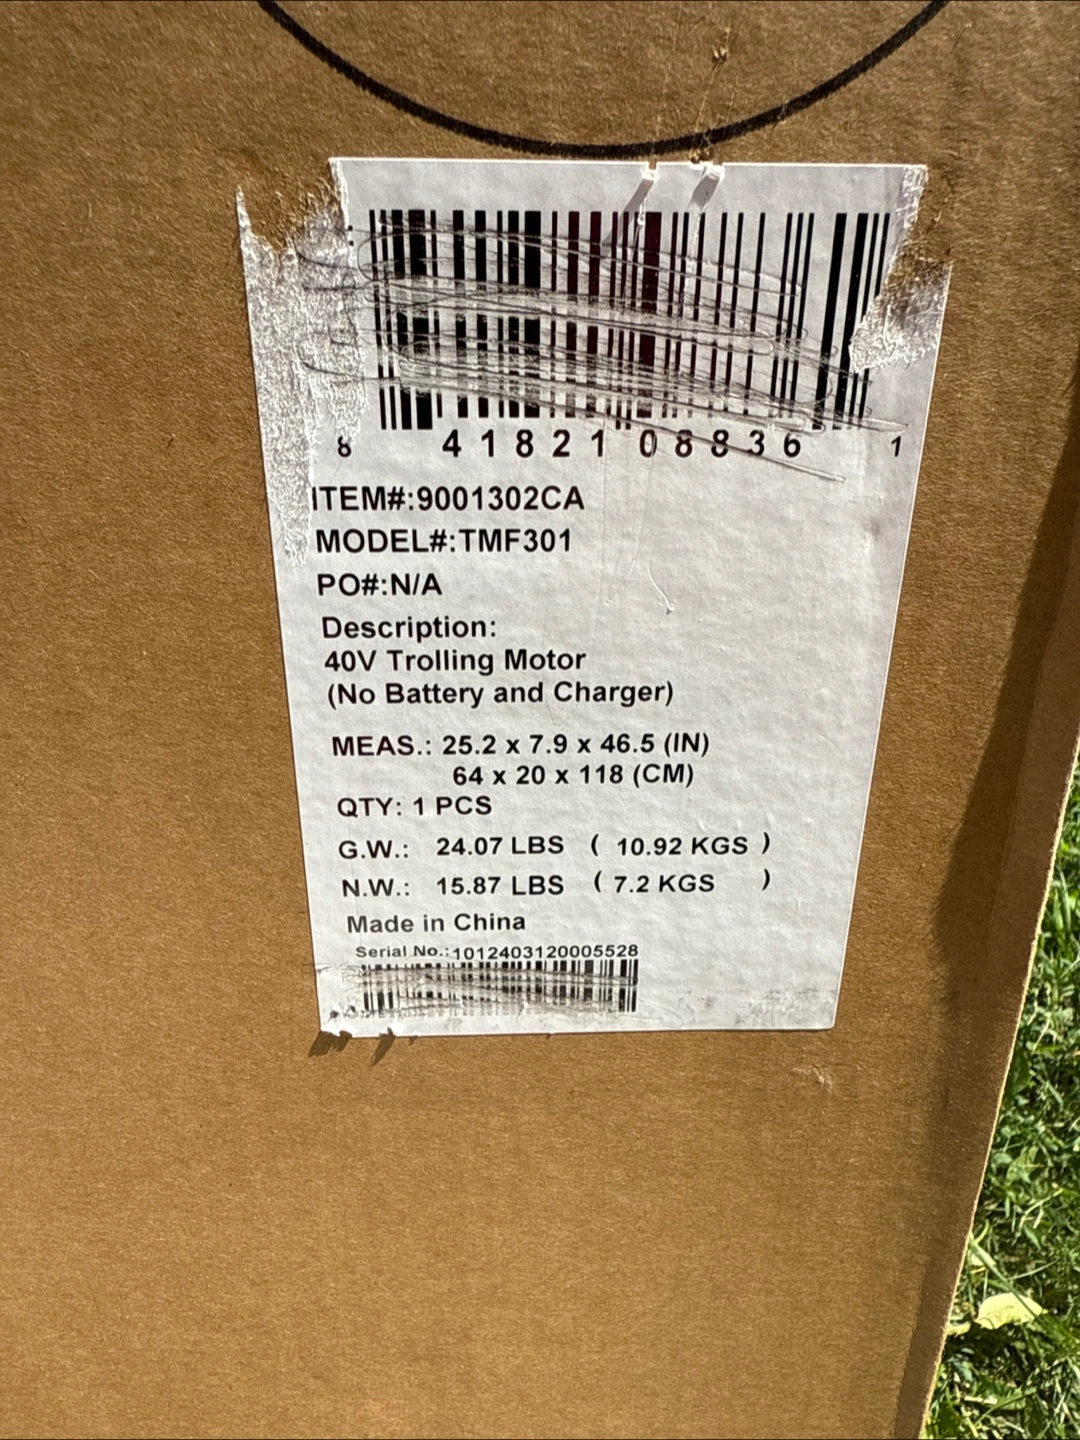 8 41821 08836 1
ITEM#:9001302CA
MODEL#:TMF301
PO#:N/A
Description:
40V Trolling Motor
(No Battery and Charger)
MEAS.: 25.2 x 7.9 x 46.5 (IN)
64 x 20 x 118 (CM)
QTY: 1 PCS
G.W.: 24.07 LBS ( 10.92 KGS )
N.W.: 15.87 LBS ( 7.2 KGS )
Made in China
Serial No.:1012403120005528